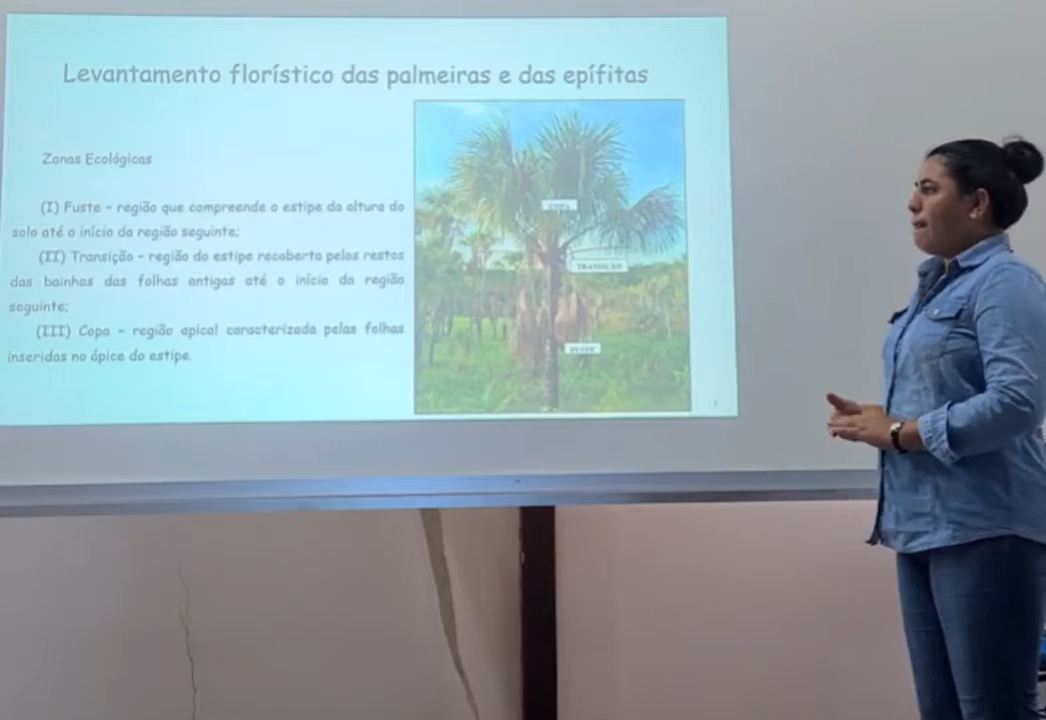 Levantamento florístico das palmeiras e das epífitas
Zonas Ecológicas
(I) Fuste - região que compreende o estipe da altura do
solo até o início da região seguinte;
(II) Transição - região do estipe recoberta pelos restos
das bainhas das folhas antigas até o início da região
seguinte;
(III) Copa - região apical caracterizada pelas folhas
inseridas no ápice do estipe.
COPA
TRANSIÇÃO
FUSTE